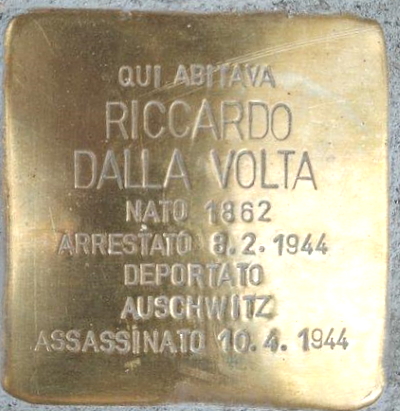 QUI ABITAVA
RICCARDO
DALLA VOLTA
NATO 1862
ARRESTATO 8.2.1944
DEPORTATO
AUSCHWITZ
ASSASSINATO 10.4.1944